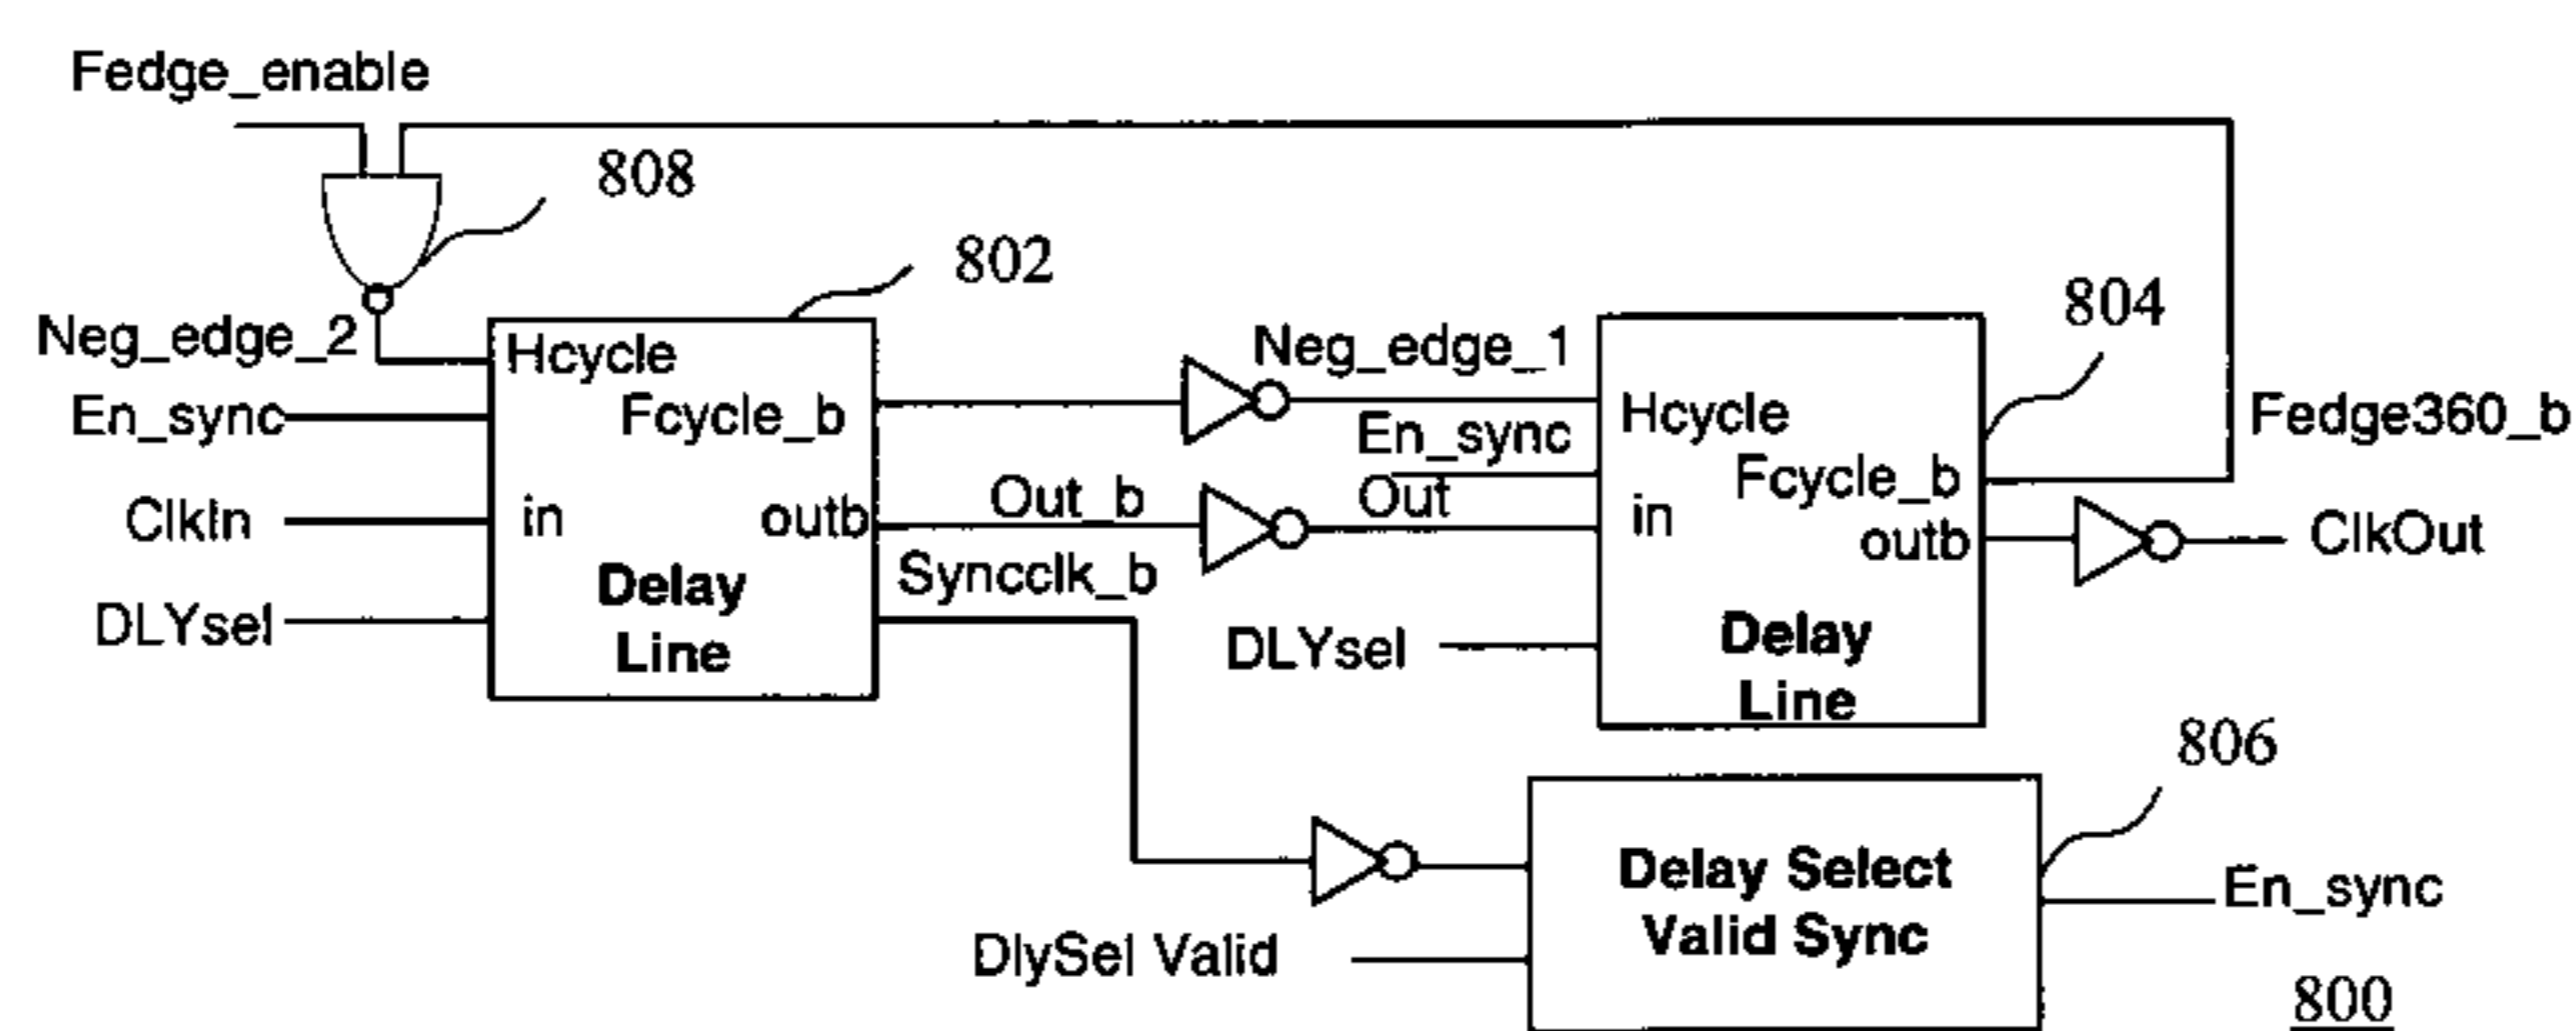 Fedge_enable
808
802
804
Neg_edge_2
Hcycle
Neg_edge_1
En_sync
Fcycle_b
Hcycle
Fedge360_b
En_sync
Fcycle_b
ClkIn
in
outb
Out_b
Out
in
outb
ClkOut
Syncclk_b
DLYsel
Delay
Line
DLYsel
Delay
Line
806
Delay Select
Valid Sync
En_sync
DlySel Valid
800